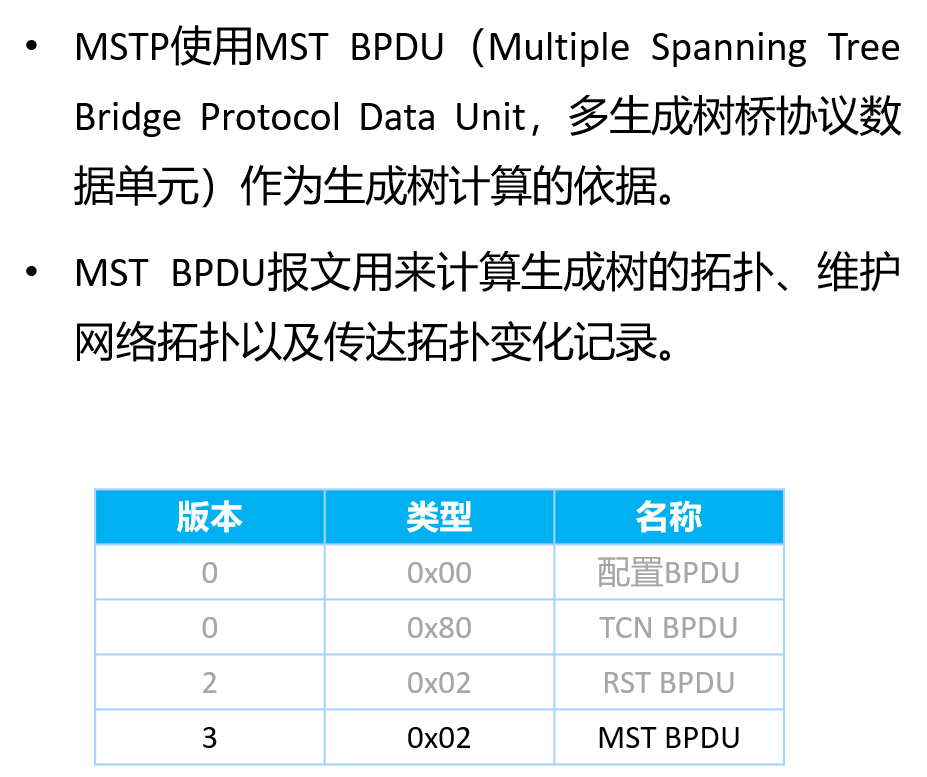 • MSTP使用MST BPDU（Multiple Spanning Tree
Bridge Protocol Data Unit，多生成树桥协议数
据单元）作为生成树计算的依据。
• MST BPDU报文用来计算生成树的拓扑、维护
网络拓扑以及传达拓扑变化记录。
版本 类型 名称
0 0x00 配置BPDU
0 0x80 TCN BPDU
2 0x02 RST BPDU
3 0x02 MST BPDU